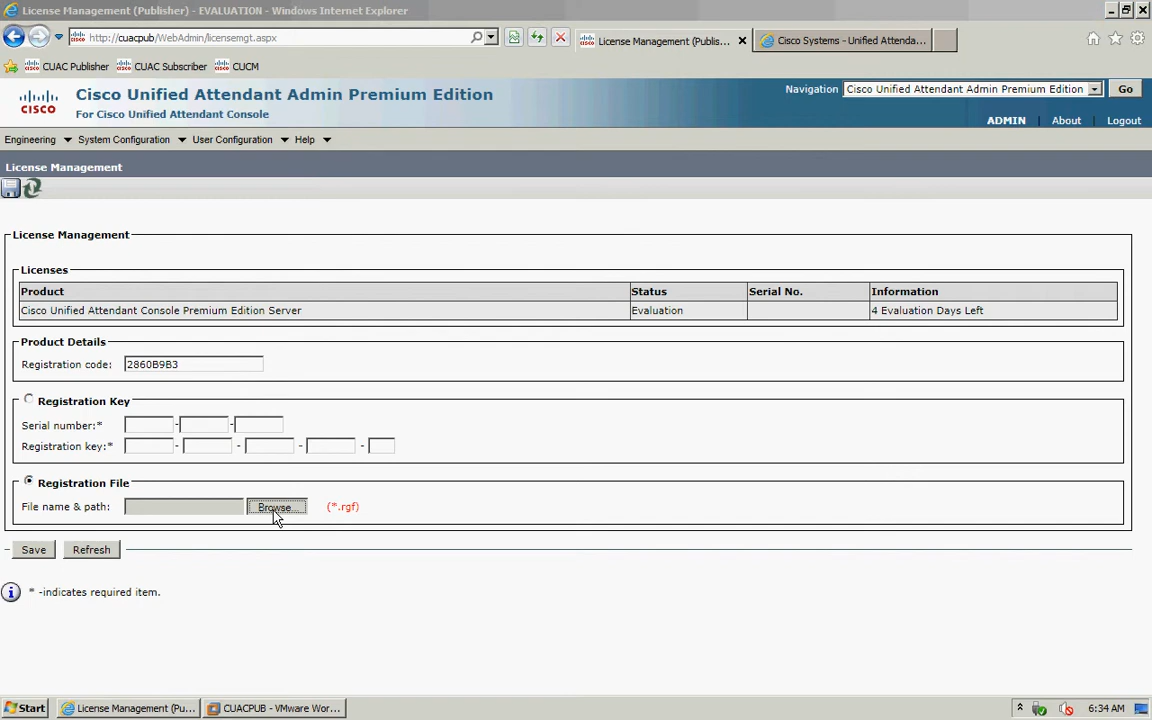 License Management (Publisher) - EVALUATION - Windows Internet Explorer
http://cuacpub/WebAdmin/licensemgt.aspx
License Management (Publis...
Cisco Systems - Unified Attenda...
CUAC Publisher
CUAC Subscriber
CUCM
CISCO
Cisco Unified Attendant Admin Premium Edition
For Cisco Unified Attendant Console
Navigation
Cisco Unified Attendant Admin Premium Edition
Go
ADMIN | About | Logout
Engineering
System Configuration
User Configuration
Help
License Management
License Management
Licenses
Product Status Serial No. Information
Cisco Unified Attendant Console Premium Edition Server Evaluation 4 Evaluation Days Left
Product Details
Registration code: 2860B9B3
Registration Key
Serial number:* - -
Registration key:* - - - -
Registration File
File name & path: Browse... (*.rgf)
Save Refresh
* -indicates required item.
Start
License Management (Pu...
CUACPUB - VMware Wor...
6:34 AM